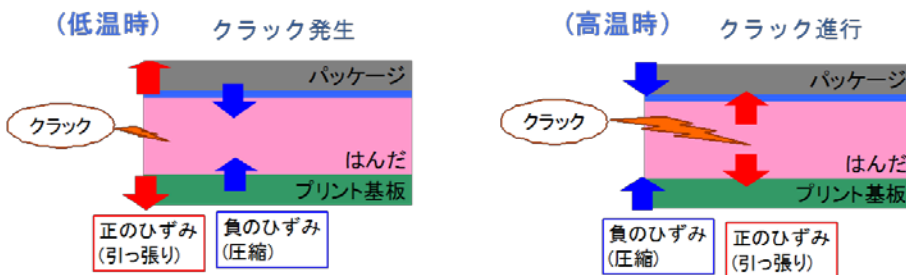 (低温時) クラック発生
パッケージ
クラック
はんだ
プリント基板
正のひずみ
(引っ張り)
負のひずみ
(圧縮)
(高温時) クラック進行
パッケージ
クラック
はんだ
プリント基板
負のひずみ
(圧縮)
正のひずみ
(引っ張り)